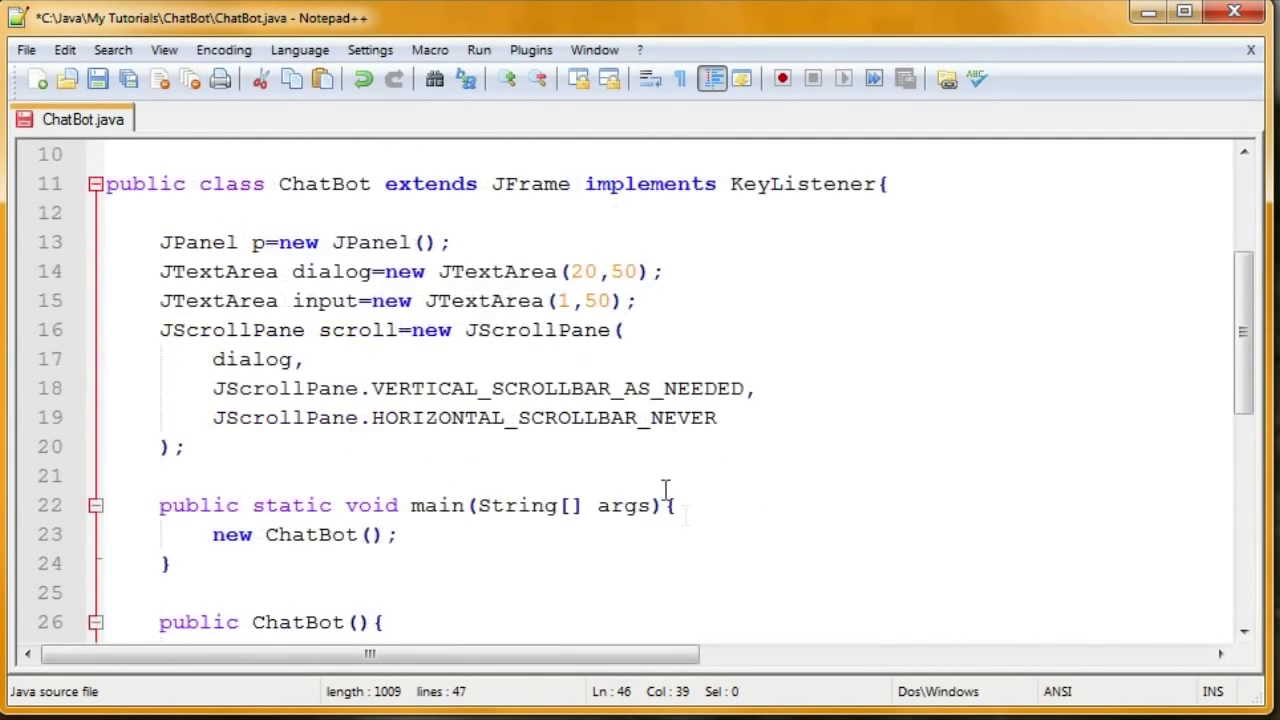 *C:\Java\My Tutorials\ChatBot\ChatBot.java - Notepad++
File Edit Search View Encoding Language Settings Macro Run Plugins Window ? X
ABC
ChatBot.java
10
11 public class ChatBot extends JFrame implements KeyListener{
12
13 JPanel p=new JPanel();
14 JTextArea dialog=new JTextArea(20,50);
15 JTextArea input=new JTextArea(1,50);
16 JScrollPane scroll=new JScrollPane(
17 dialog,
18 JScrollPane.VERTICAL_SCROLLBAR_AS_NEEDED,
19 JScrollPane.HORIZONTAL_SCROLLBAR_NEVER
20 );
21
22 public static void main(String[] args){
23 new ChatBot();
24 }
25
26 public ChatBot(){
Java source file length : 1009 lines : 47 Ln : 46 Col : 39 Sel : 0 Dos\Windows ANSI INS